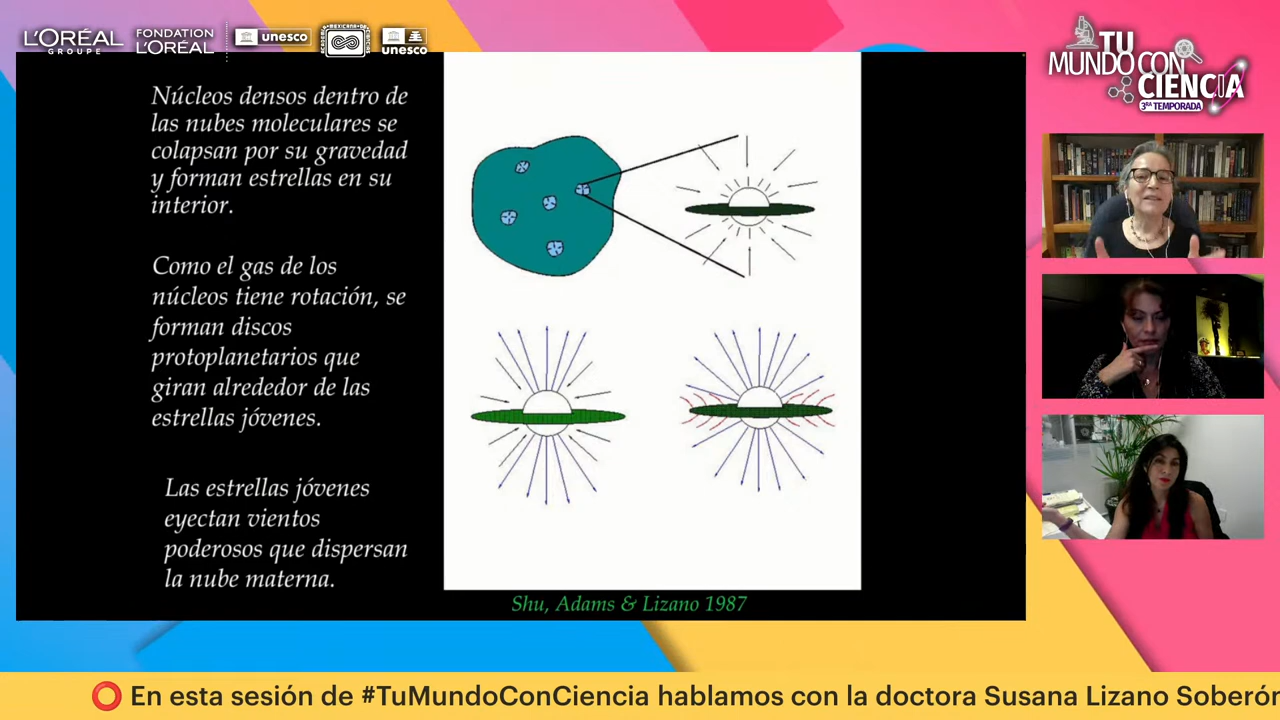 L'ORÉAL
GROUPE
FONDATION
L'ORÉAL
unesco
unesco
TU
MUNDO CON
CIENCIA
3RA TEMPORADA
Núcleos densos dentro de
las nubes moleculares se
colapsan por su gravedad
y forman estrellas en su
interior.
Como el gas de los
núcleos tiene rotación, se
forman discos
protoplanetarios que
giran alrededor de las
estrellas jóvenes.
Las estrellas jóvenes
eyectan vientos
poderosos que dispersan
la nube materna.
Shu, Adams & Lizano 1987
En esta sesión de #TuMundoConCiencia hablamos con la doctora Susana Lizano Soberón